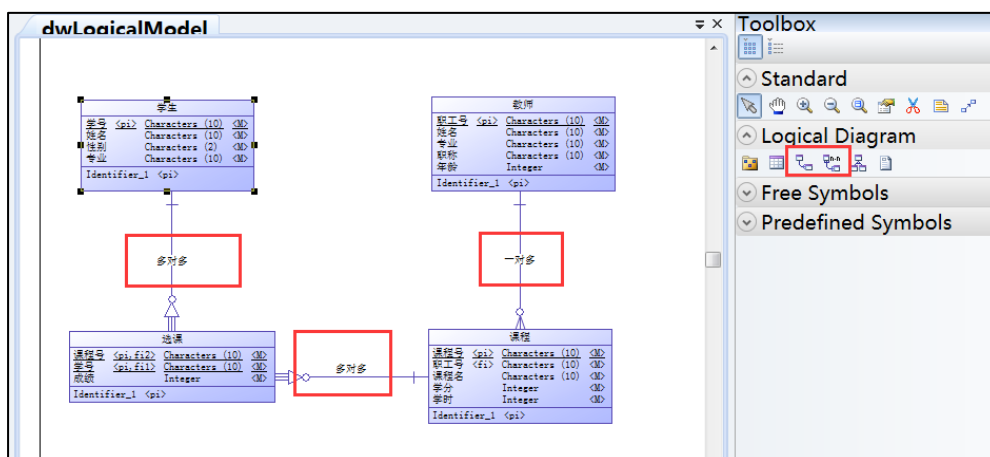 dwLogicalModel
Toolbox
Standard
Logical Diagram
Free Symbols
Predefined Symbols
学生
学号 <pi> Characters (10) <M>
姓名 Characters (10) <M>
性别 Characters (2) <M>
专业 Characters (10) <M>
Identifier_1 <pi>
教师
职工号 <pi> Characters (10) <M>
姓名 Characters (10) <M>
专业 Characters (10) <M>
职称 Characters (10) <M>
年龄 Integer <M>
Identifier_1 <pi>
多对多
一对多
选课
课程号 <pi,fi2> Characters (10) <M>
学号 <pi,fi1> Characters (10) <M>
成绩 Integer <M>
Identifier_1 <pi>
多对多
课程
课程号 <pi> Characters (10) <M>
职工号 <fi> Characters (10) <M>
课程名 Characters (10) <M>
学分 Integer <M>
学时 Integer <M>
Identifier_1 <pi>